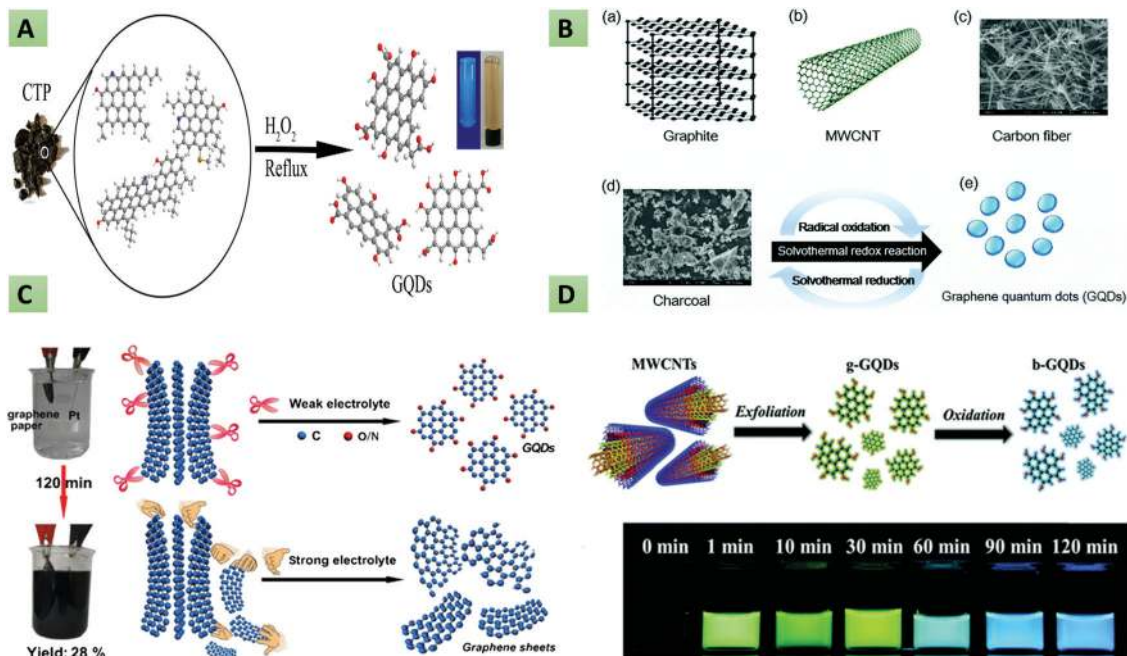 A
CTP
H2O2
Reflux
GQDs
B
(a)
(b)
(c)
Graphite
MWCNT
Carbon fiber
(d)
(e)
Radical oxidation
Solvothermal redox reaction
Solvothermal reduction
Charcoal
Graphene quantum dots (GQDs)
C
graphene
paper
Pt
120 min
Yield: 28 %
Weak electrolyte
C
O/N
GQDs
Strong electrolyte
Graphene sheets
D
MWCNTs
g-GQDs
b-GQDs
Exfoliation
Oxidation
0 min 1 min 10 min 30 min 60 min 90 min 120 min